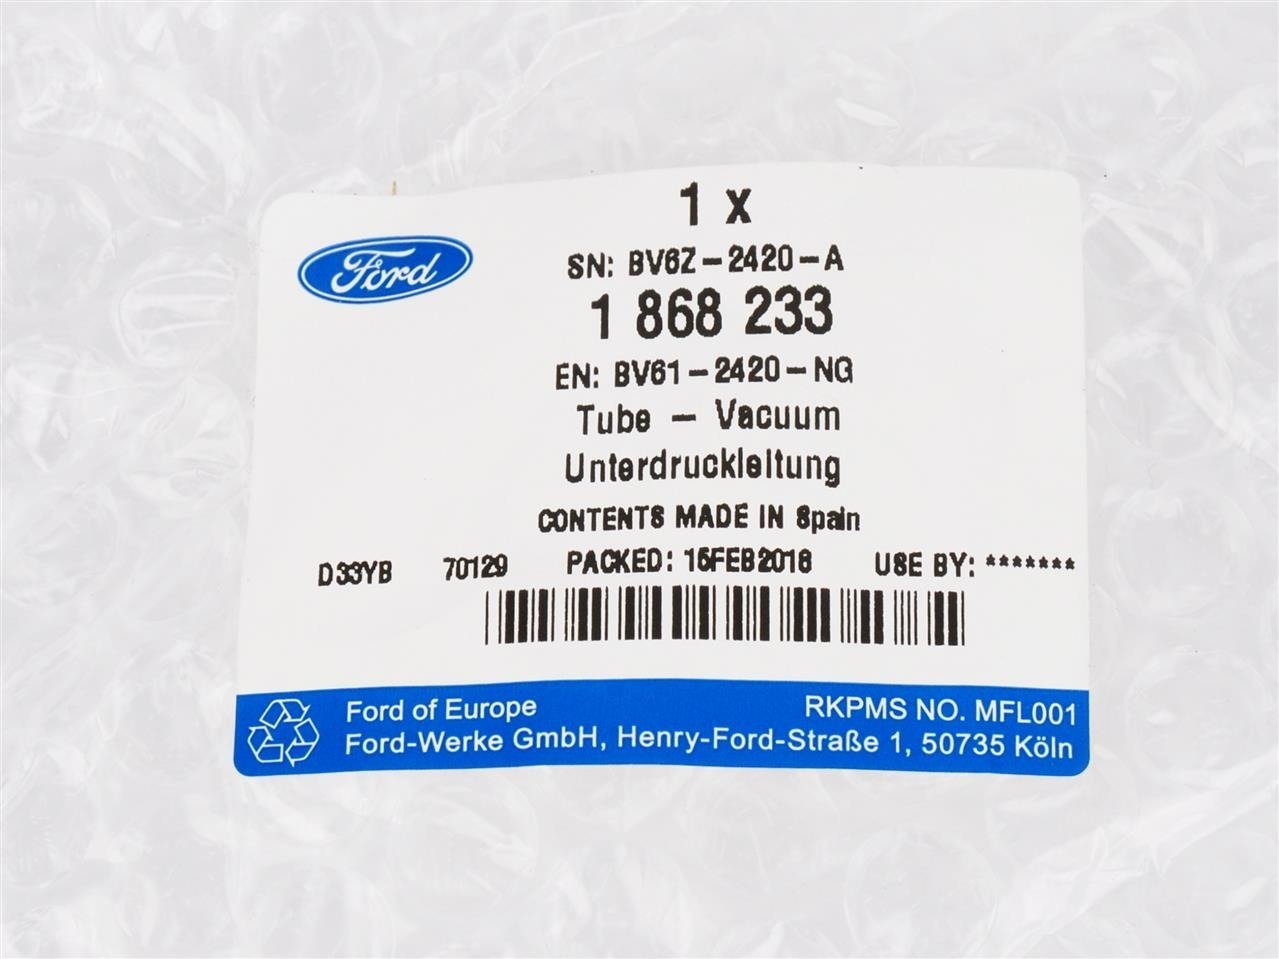 1 x
Ford
SN: BV6Z-2420-A
1 868 233
EN: BV61-2420-NG
Tube - Vacuum
Unterdruckleitung
CONTENTS MADE IN Spain
D33YB 70129 PACKED: 15FEB2018 USE BY: *******
Ford of Europe RKPMS NO. MFL001
Ford-Werke GmbH, Henry-Ford-Straße 1, 50735 Köln